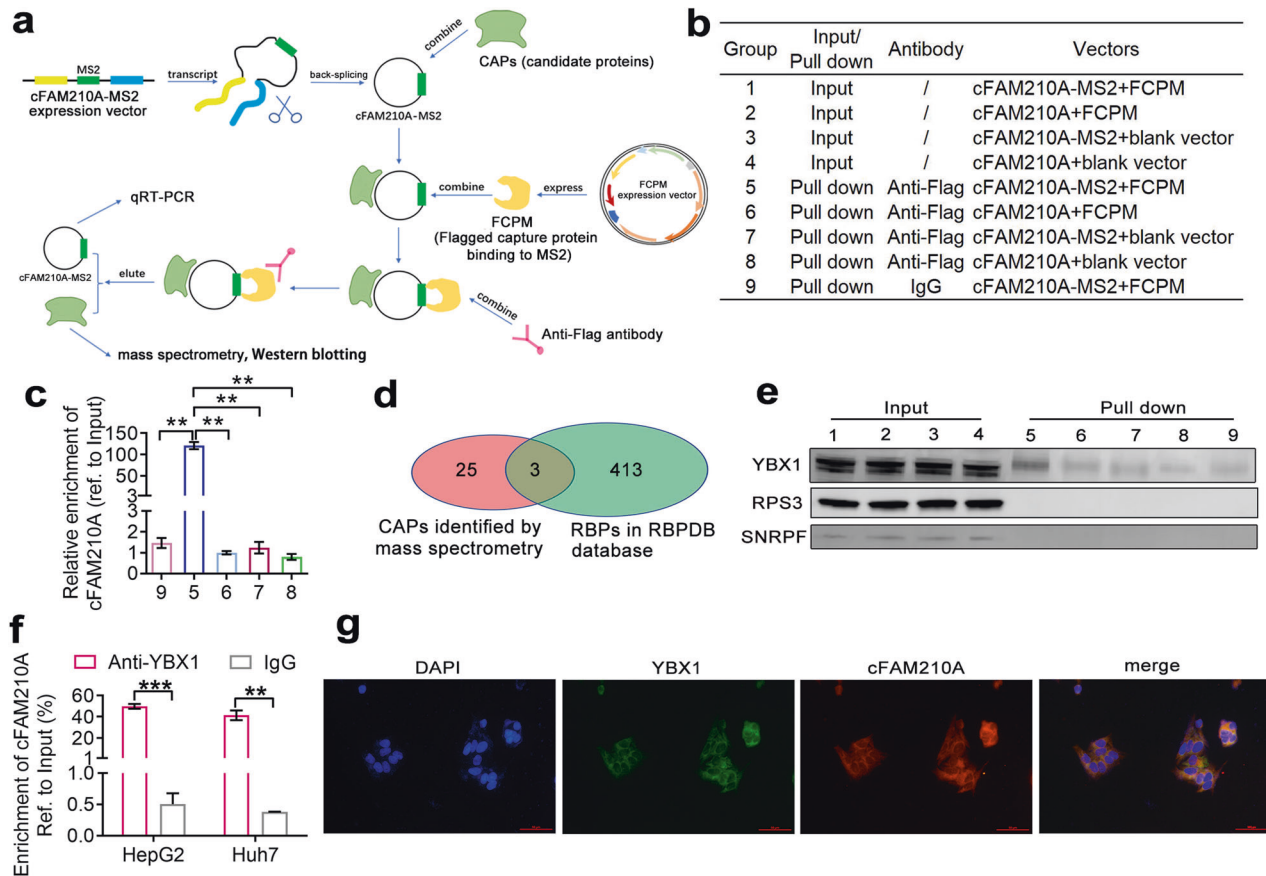 a
MS2
cFAM210A-MS2
expression vector
transcript
back-splicing
cFAM210A-MS2
combine
CAPs (candidate proteins)
combine
FCPM
(Flagged capture protein
binding to MS2)
express
FCPM
expression vector
qRT-PCR
cFAM210A-MS2
elute
combine
Anti-Flag antibody
mass spectrometry, Western blotting
b
Group Input/ Pull down Antibody Vectors
1 Input / cFAM210A-MS2+FCPM
2 Input / cFAM210A+FCPM
3 Input / cFAM210A-MS2+blank vector
4 Input / cFAM210A+blank vector
5 Pull down Anti-Flag cFAM210A-MS2+FCPM
6 Pull down Anti-Flag cFAM210A+FCPM
7 Pull down Anti-Flag cFAM210A-MS2+blank vector
8 Pull down Anti-Flag cFAM210A+blank vector
9 Pull down IgG cFAM210A-MS2+FCPM
c
Relative enrichment of
cFAM210A (ref. to Input)
150
100
50
3
3
2
1
0
**
**
** **
9 5 6 7 8
d
25 3 413
CAPs identified by
mass spectrometry
RBPs in RBPDB
database
e
Input Pull down
1 2 3 4 5 6 7 8 9
YBX1
RPS3
SNRPF
f
Anti-YBX1 IgG
Enrichment of cFAM210A
Ref. to Input (%)
60
40
20
1
1.0
0.5
0.0
*** **
HepG2 Huh7
g
DAPI YBX1 cFAM210A merge